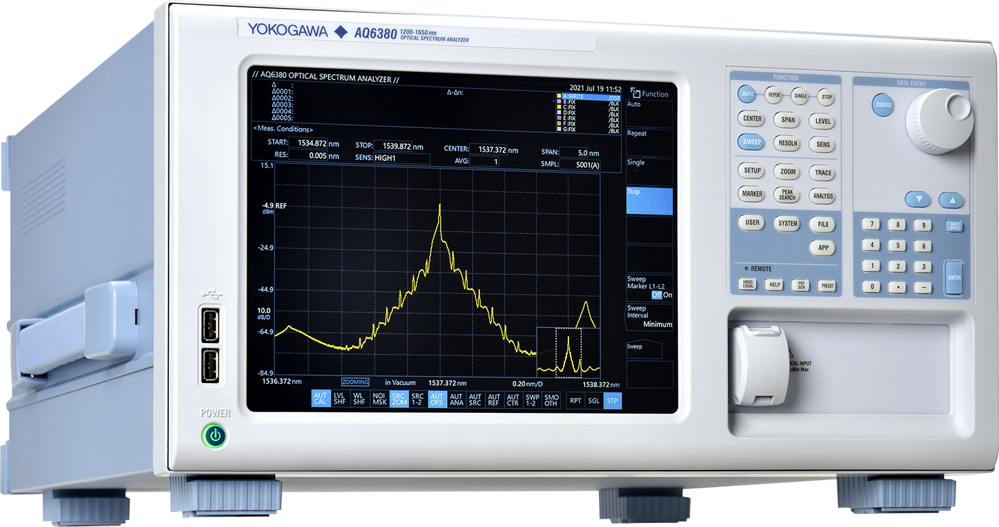 YOKOGAWA ◆ AQ6380 1200-1650nm
OPTICAL SPECTRUM ANALYZER
// AQ6380 OPTICAL SPECTRUM ANALYZER //
2021 Jul 19 11:52
Δ :
Δ0001:
Δ0002:
Δ0003:
Δ0004:
Δ0005:
Δ-Δn:
A:WRITE /DSP
B:FIX /BLK
C:FIX /BLK
D:FIX /BLK
E:FIX /BLK
F:FIX /BLK
G:FIX /BLK
<Meas. Conditions>
START: 1534.872 nm STOP: 1539.872 nm CENTER: 1537.372 nm SPAN: 5.0 nm
RES: 0.005 nm SENS: HIGH1 AVG: 1 SMPL: 5001(A)
15.1
-4.9 REF
dBm
-24.9
-44.9
10.0
dB/D
-64.9
-84.9
1536.372 nm ZOOMING in Vacuum 1537.372 nm 0.20 nm/D 1538.372 nm
AUT CAL
LVL SHF
WL SHF
NOI MSK
SRC ZOM
SRC 1-2
AUT OFS
AUT ANA
AUT SRC
AUT REF
AUT CTR
SWP 1-2
SMO OTH
RPT
SGL
STP
Function
Auto
Repeat
Single
Stop
Sweep
Marker L1-L2
Off On
Sweep
Interval
Minimum
Sweep
POWER
FUNCTION
AUTO REPEAT SINGLE STOP
CENTER SPAN LEVEL
SWEEP RESOLN SENS
SETUP ZOOM TRACE
MARKER PEAK SEARCH ANALYSIS
USER SYSTEM FILE
APP
REMOTE
UNDO/LOCAL HELP PRT SCN PRESET
DATA ENTRY
COARSE
▼ ▲
7 8 9 BACK SPACE
4 5 6
1 2 3 ENTER
0 . −
INPUT
dBm Max